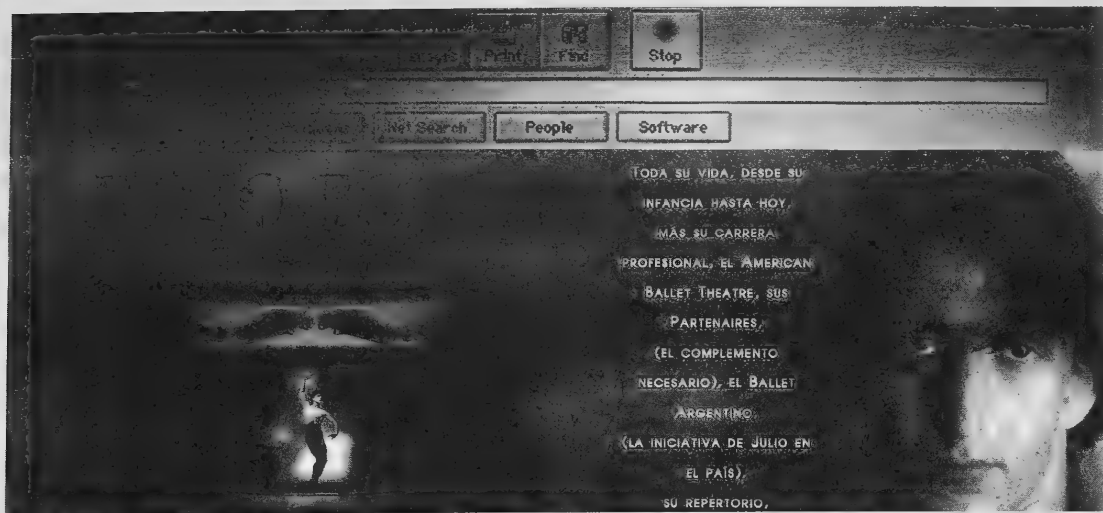 Print
Find
Stop
Net Search
People
Software
TODA SU VIDA, DESDE SU
INFANCIA HASTA HOY,
MÁS SU CARRERA
PROFESIONAL, EL AMERICAN
BALLET THEATRE, SUS
PARTENAIRES,
(EL COMPLEMENTO
NECESARIO), EL BALLET
ARGENTINO
(LA INICIATIVA DE JULIO EN
EL PAÍS),
SU REPERTORIO,